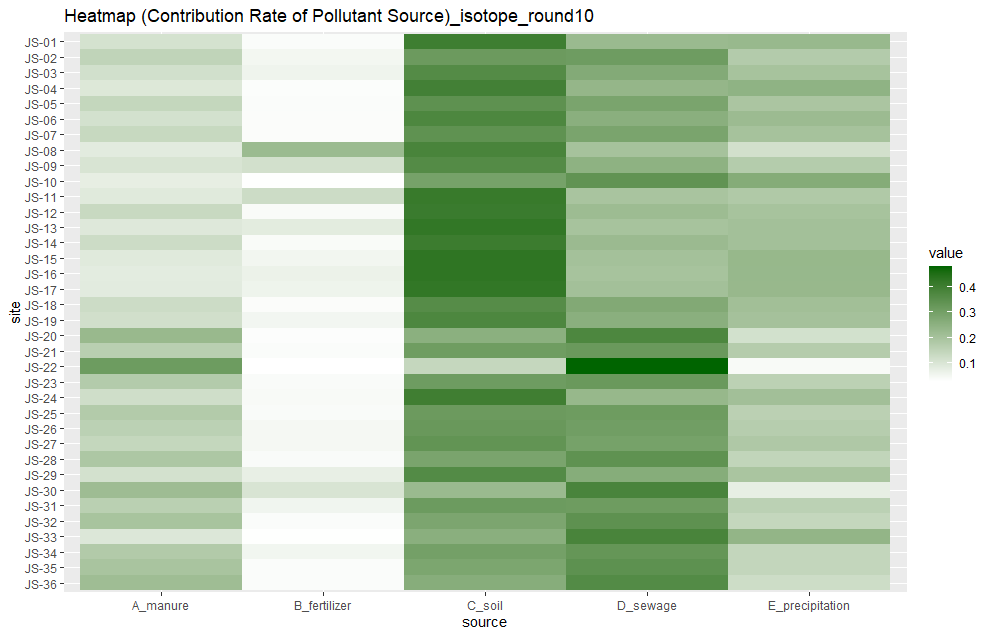 Heatmap (Contribution Rate of Pollutant Source)_isotope_round10
JS-01
JS-02
JS-03
JS-04
JS-05
JS-06
JS-07
JS-08
JS-09
JS-10
JS-11
JS-12
JS-13
JS-14
JS-15
JS-16
JS-17
JS-18
JS-19
JS-20
JS-21
JS-22
JS-23
JS-24
JS-25
JS-26
JS-27
JS-28
JS-29
JS-30
JS-31
JS-32
JS-33
JS-34
JS-35
JS-36
site
A_manure B_fertilizer C_soil D_sewage E_precipitation
source
value
0.4
0.3
0.2
0.1